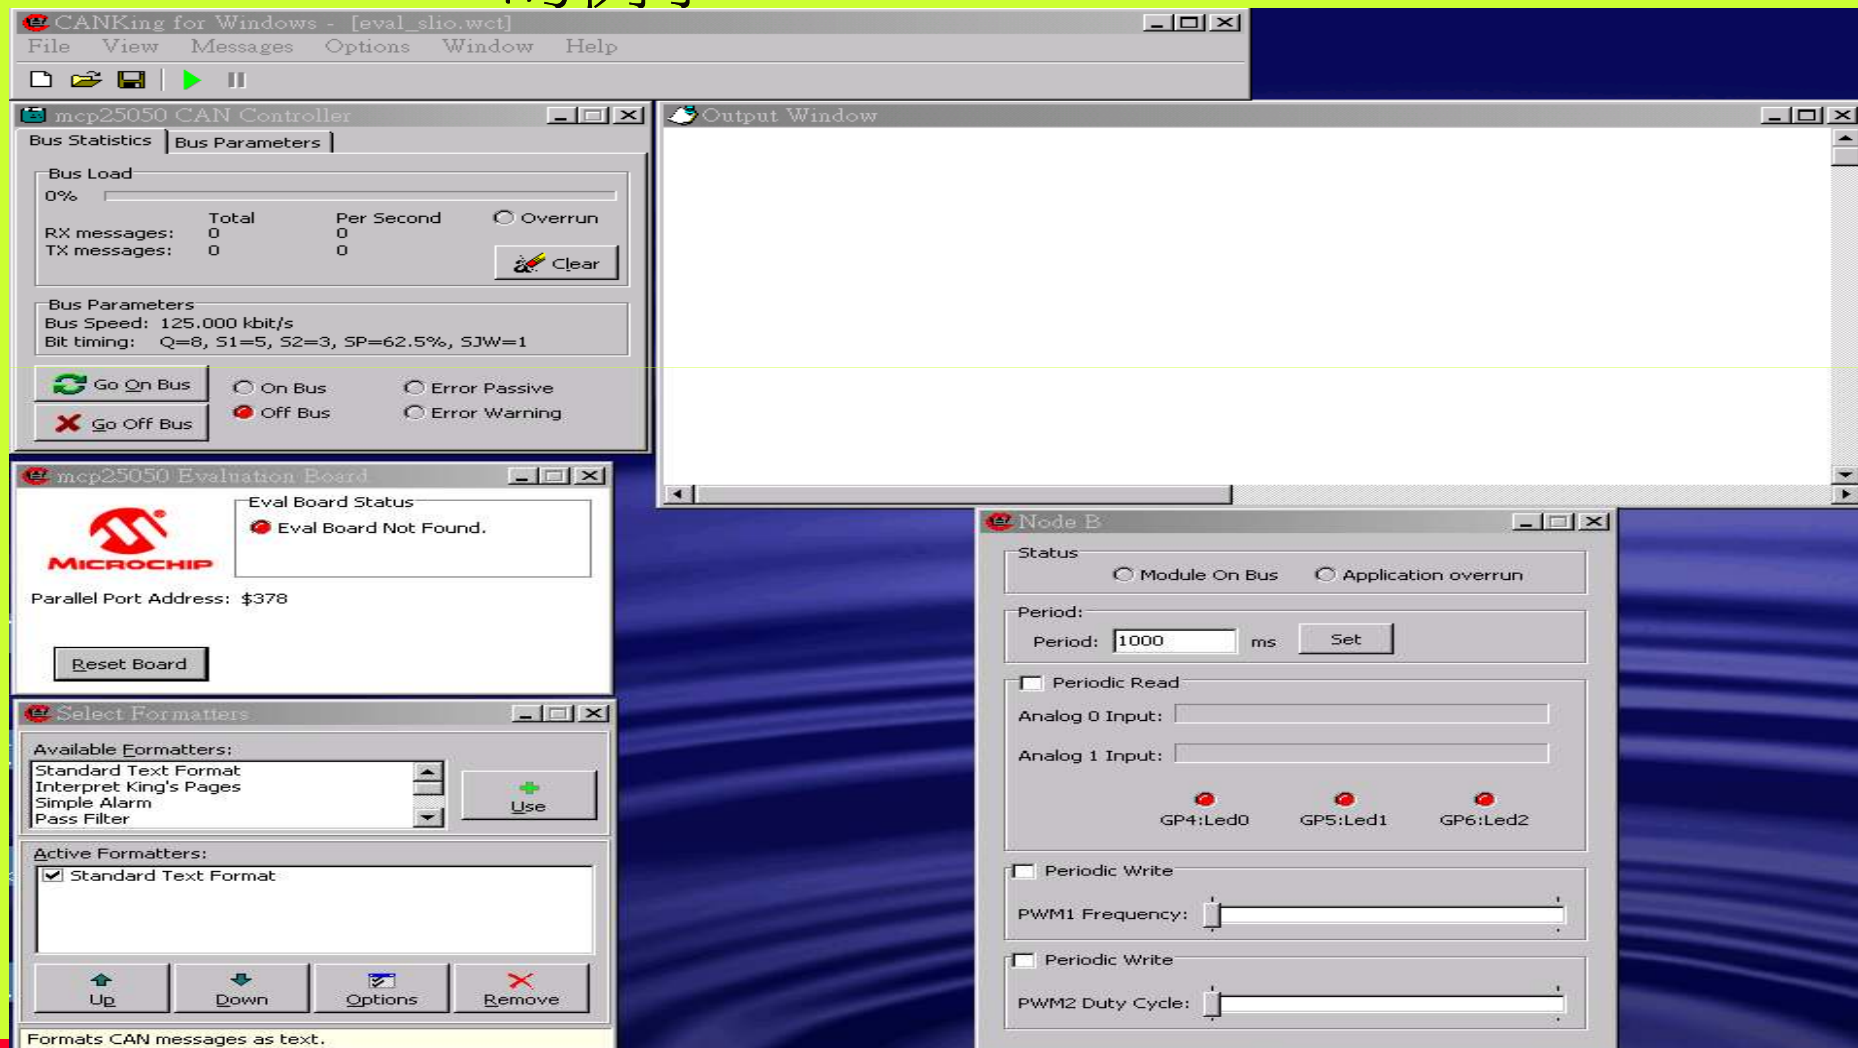 CANKing for Windows - [eval_slio.wct]
File View Messages Options Window Help
mcp25050 CAN Controller
Bus Statistics Bus Parameters
Bus Load
0%
Total Per Second Overrun
RX messages: 0 0
TX messages: 0 0
Clear
Bus Parameters
Bus Speed: 125.000 kbit/s
Bit timing: Q=8, S1=5, S2=3, SP=62.5%, SJW=1
Go On Bus On Bus Error Passive
Go Off Bus Off Bus Error Warning
Output Window
mcp25050 Evaluation Board
Eval Board Status
Eval Board Not Found.
MICROCHIP
Parallel Port Address: $378
Reset Board
Select Formatters
Available Formatters:
Standard Text Format
Interpret King's Pages
Simple Alarm
Pass Filter
Use
Active Formatters:
Standard Text Format
Up Down Options Remove
Formats CAN messages as text.
Node B
Status
Module On Bus Application overrun
Period:
Period: 1000 ms Set
Periodic Read
Analog 0 Input:
Analog 1 Input:
GP4:Led0 GP5:Led1 GP6:Led2
Periodic Write
PWM1 Frequency:
Periodic Write
PWM2 Duty Cycle: